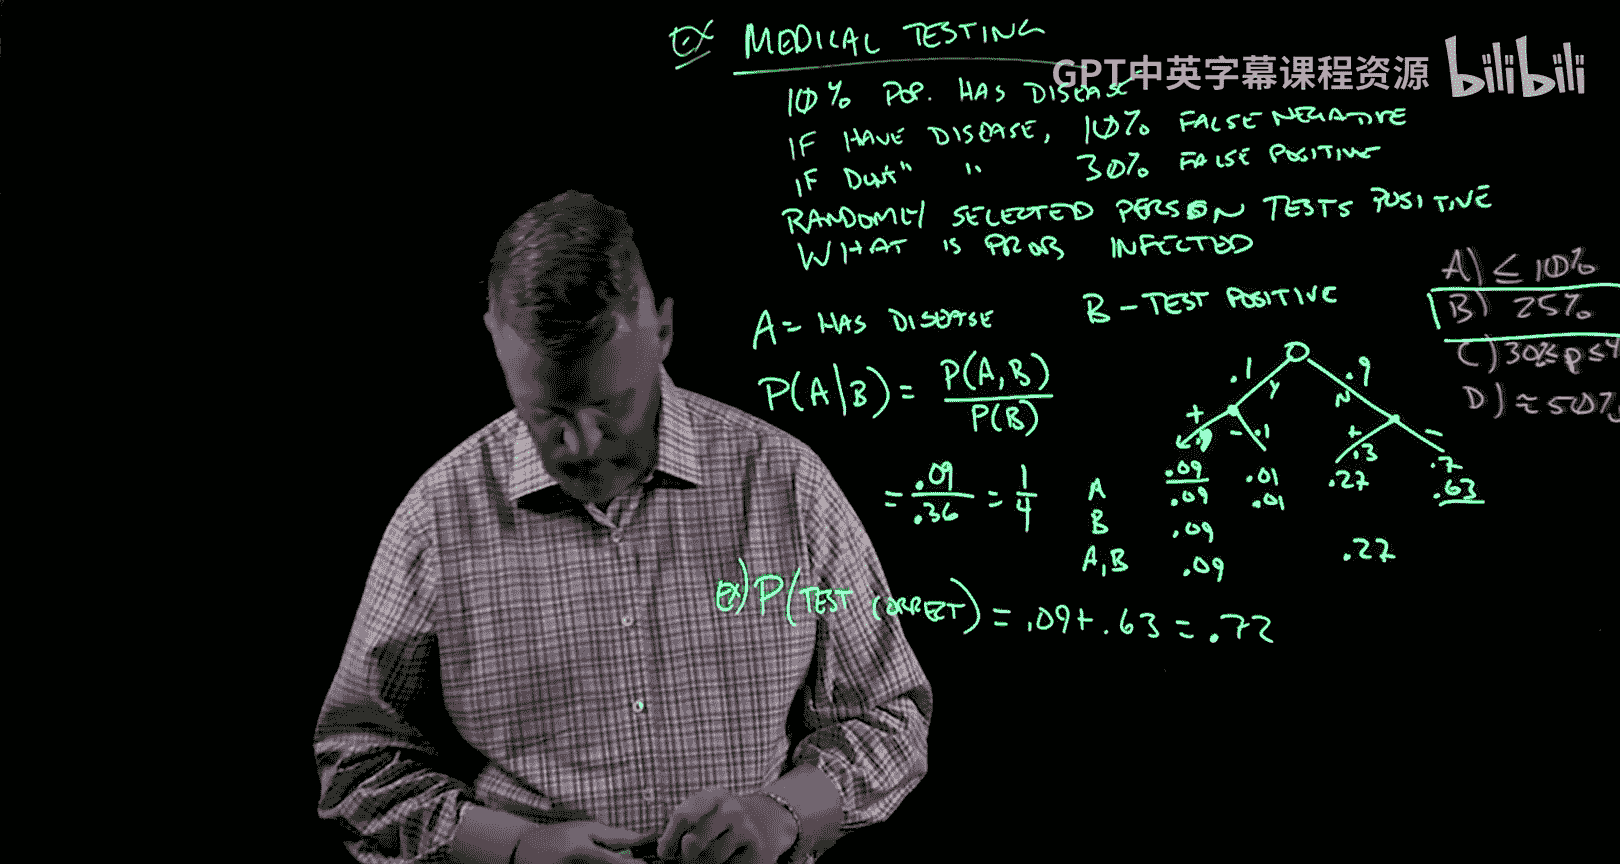 EX MEDICAL TESTING
GPT中英字幕课程资源 bilibili
10% POP. HAS DISEASE
IF HAVE DISEASE, 10% FALSE NEGATIVE
IF DON'T " " 30% FALSE POSITIVE
RANDOMLY SELECTED PERSON TESTS POSITIVE
WHAT IS PROB INFECTED
A) ≤ 10%
B) 25%
C) 30% ≤ p ≤ 4
D) ≈ 50%
A = HAS DISEASE B - TEST POSITIVE
P(A|B) = P(A,B) / P(B)
= .09 / .36 = 1/4
.1 Y .9 N
+ - .1 + .3 - .7
.09 .01 .27 .63
A .09 .01
B .09 .27
A,B .09
EX) P(TEST CORRECT) = .09 + .63 = .72